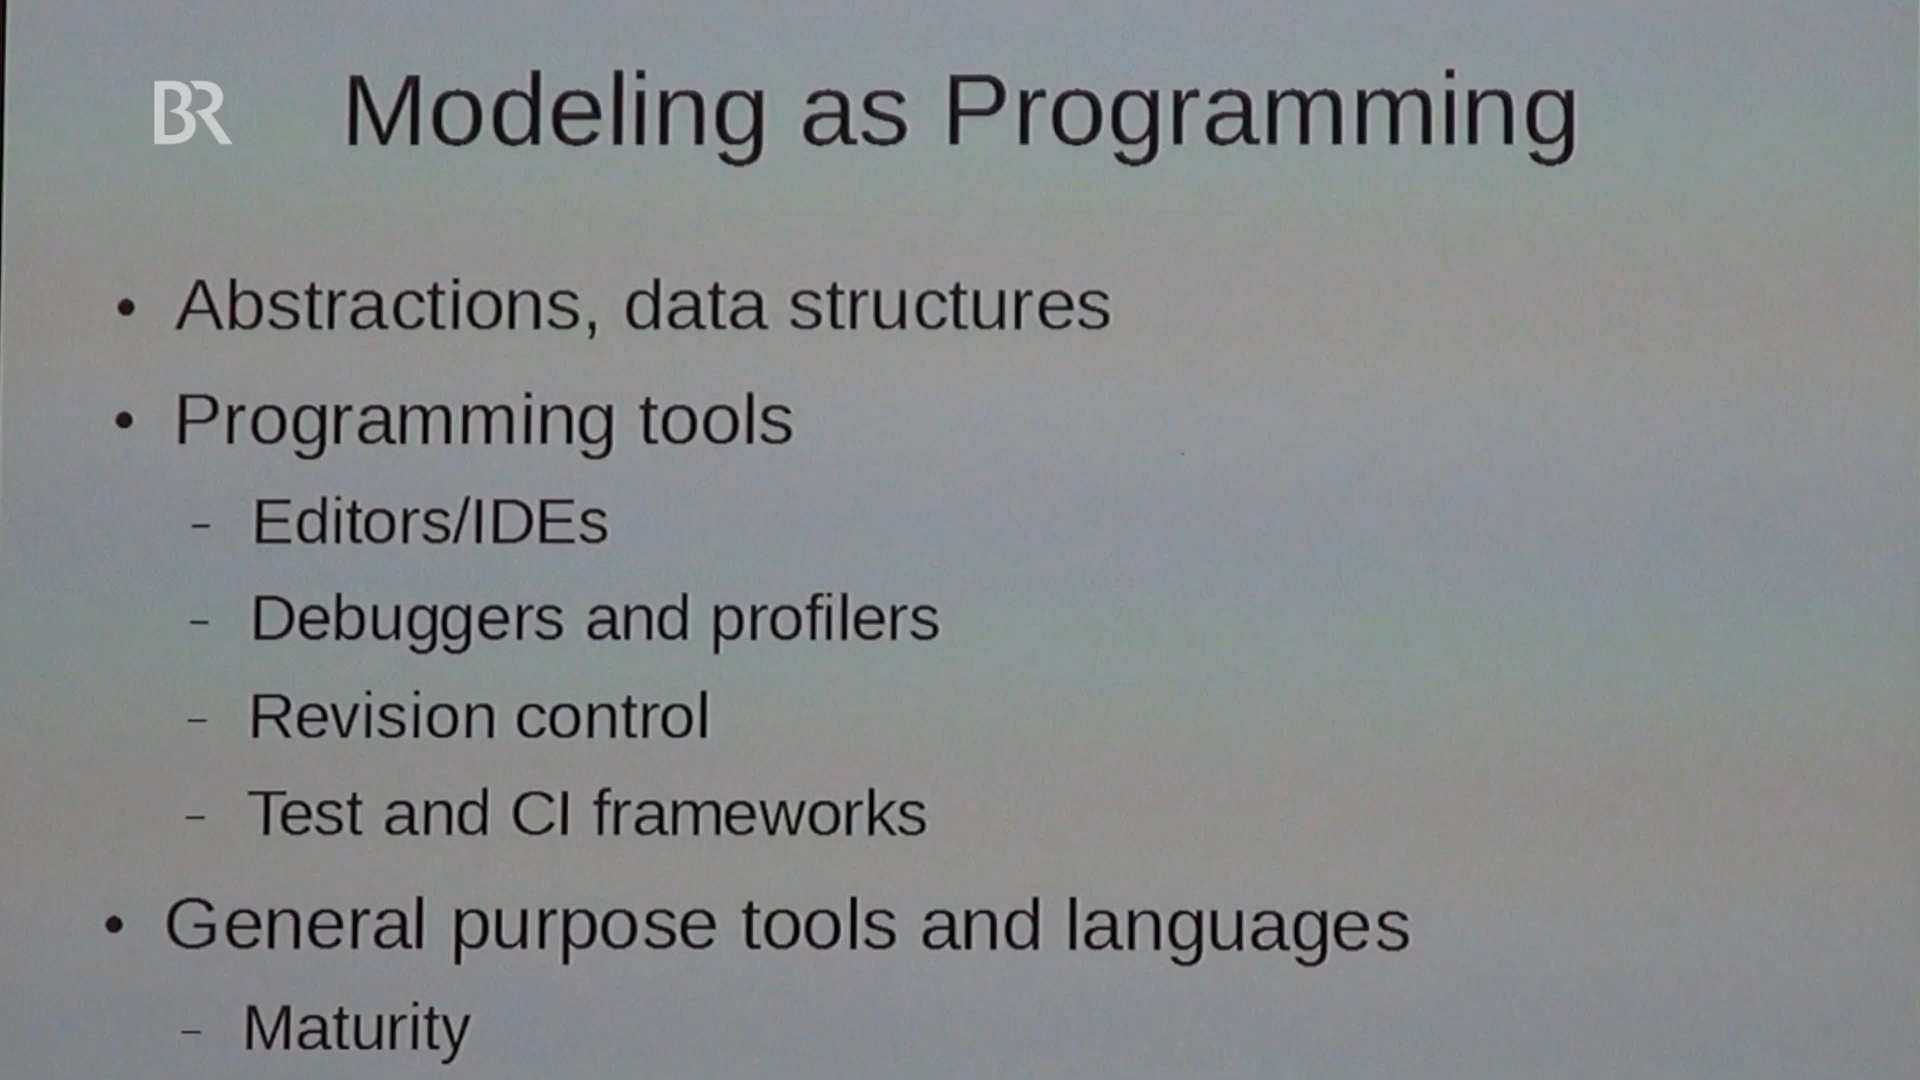 BR
Modeling as Programming
• Abstractions, data structures
• Programming tools
– Editors/IDEs
– Debuggers and profilers
– Revision control
– Test and CI frameworks
• General purpose tools and languages
– Maturity